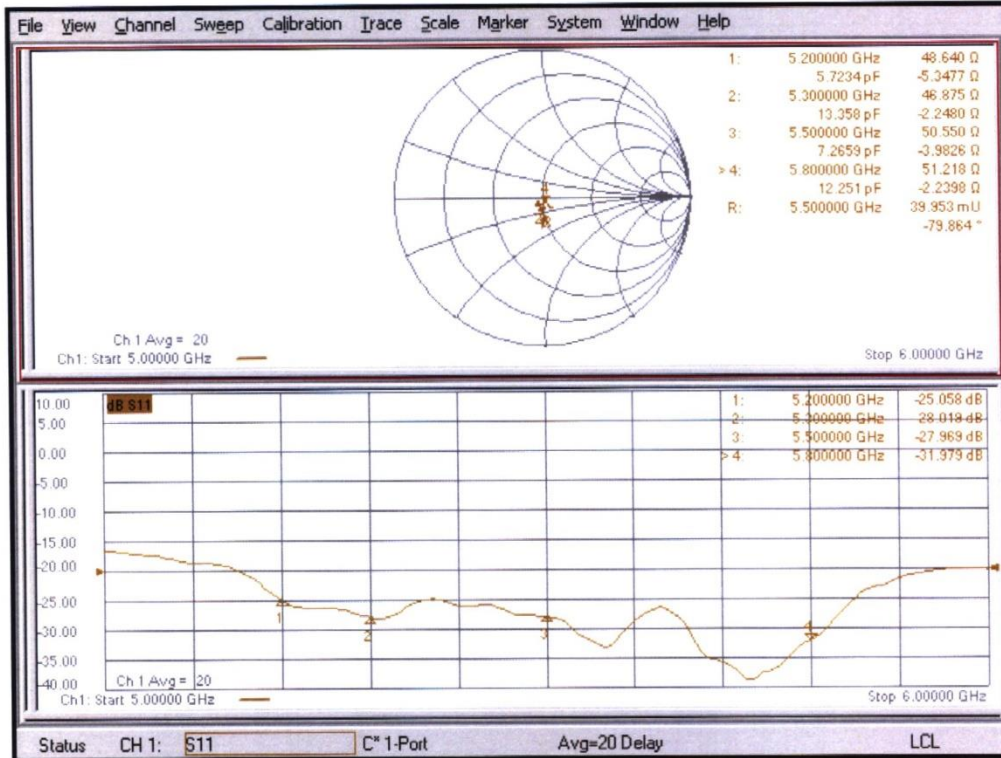 File View Channel Sweep Calibration Trace Scale Marker System Window Help
1: 5.200000 GHz 48.640 Ω
5.7234 pF -5.3477 Ω
2: 5.300000 GHz 46.875 Ω
13.358 pF -2.2480 Ω
3: 5.500000 GHz 50.550 Ω
7.2659 pF -3.9826 Ω
> 4: 5.800000 GHz 51.218 Ω
12.251 pF -2.2398 Ω
R: 5.500000 GHz 39.953 mU
-79.864 °
Ch 1 Avg = 20
Ch1: Start 5.00000 GHz Stop 6.00000 GHz
10.00 dB S11
5.00
0.00
-5.00
-10.00
-15.00
-20.00
-25.00
-30.00
-35.00
-40.00
1: 5.200000 GHz -25.058 dB
2: 5.300000 GHz -28.019 dB
3: 5.500000 GHz -27.969 dB
> 4: 5.800000 GHz -31.979 dB
1 2 3 4
Ch 1 Avg = 20
Ch1: Start 5.00000 GHz Stop 6.00000 GHz
Status CH 1: S11 C* 1-Port Avg=20 Delay LCL